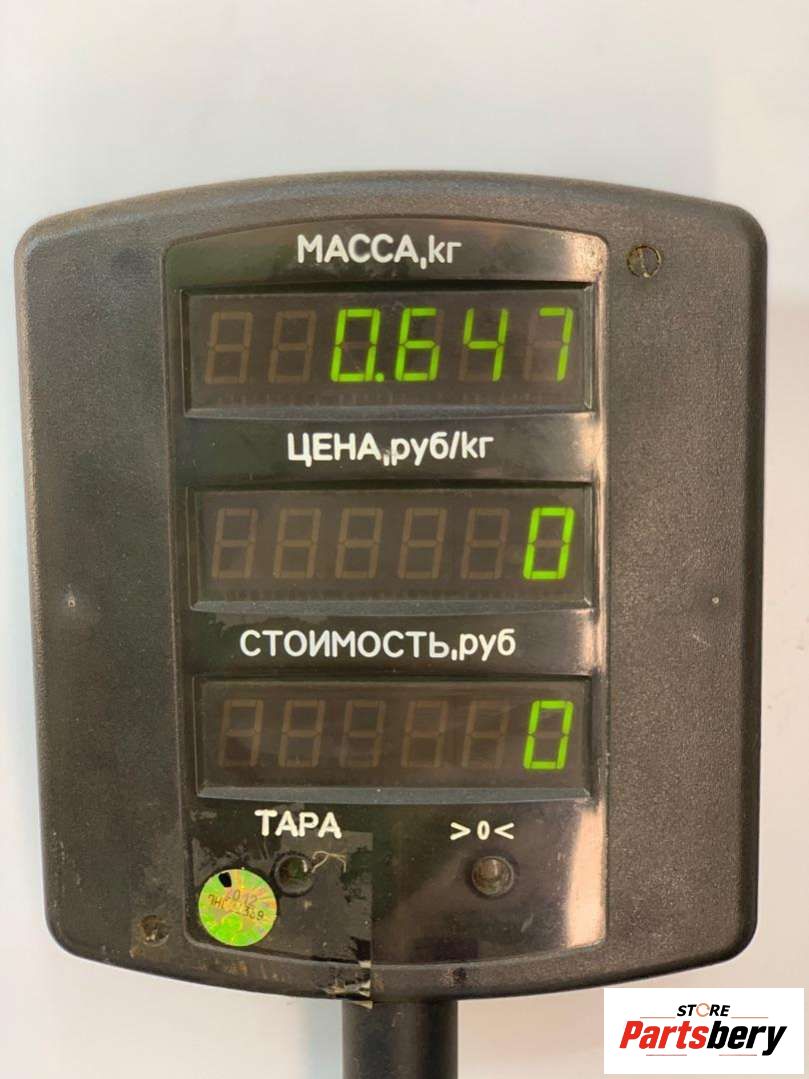 МАССА,кг
0.647
ЦЕНА,руб/кг
0
СТОИМОСТЬ,руб
0
ТАРА >0<
STORE
Partsbery